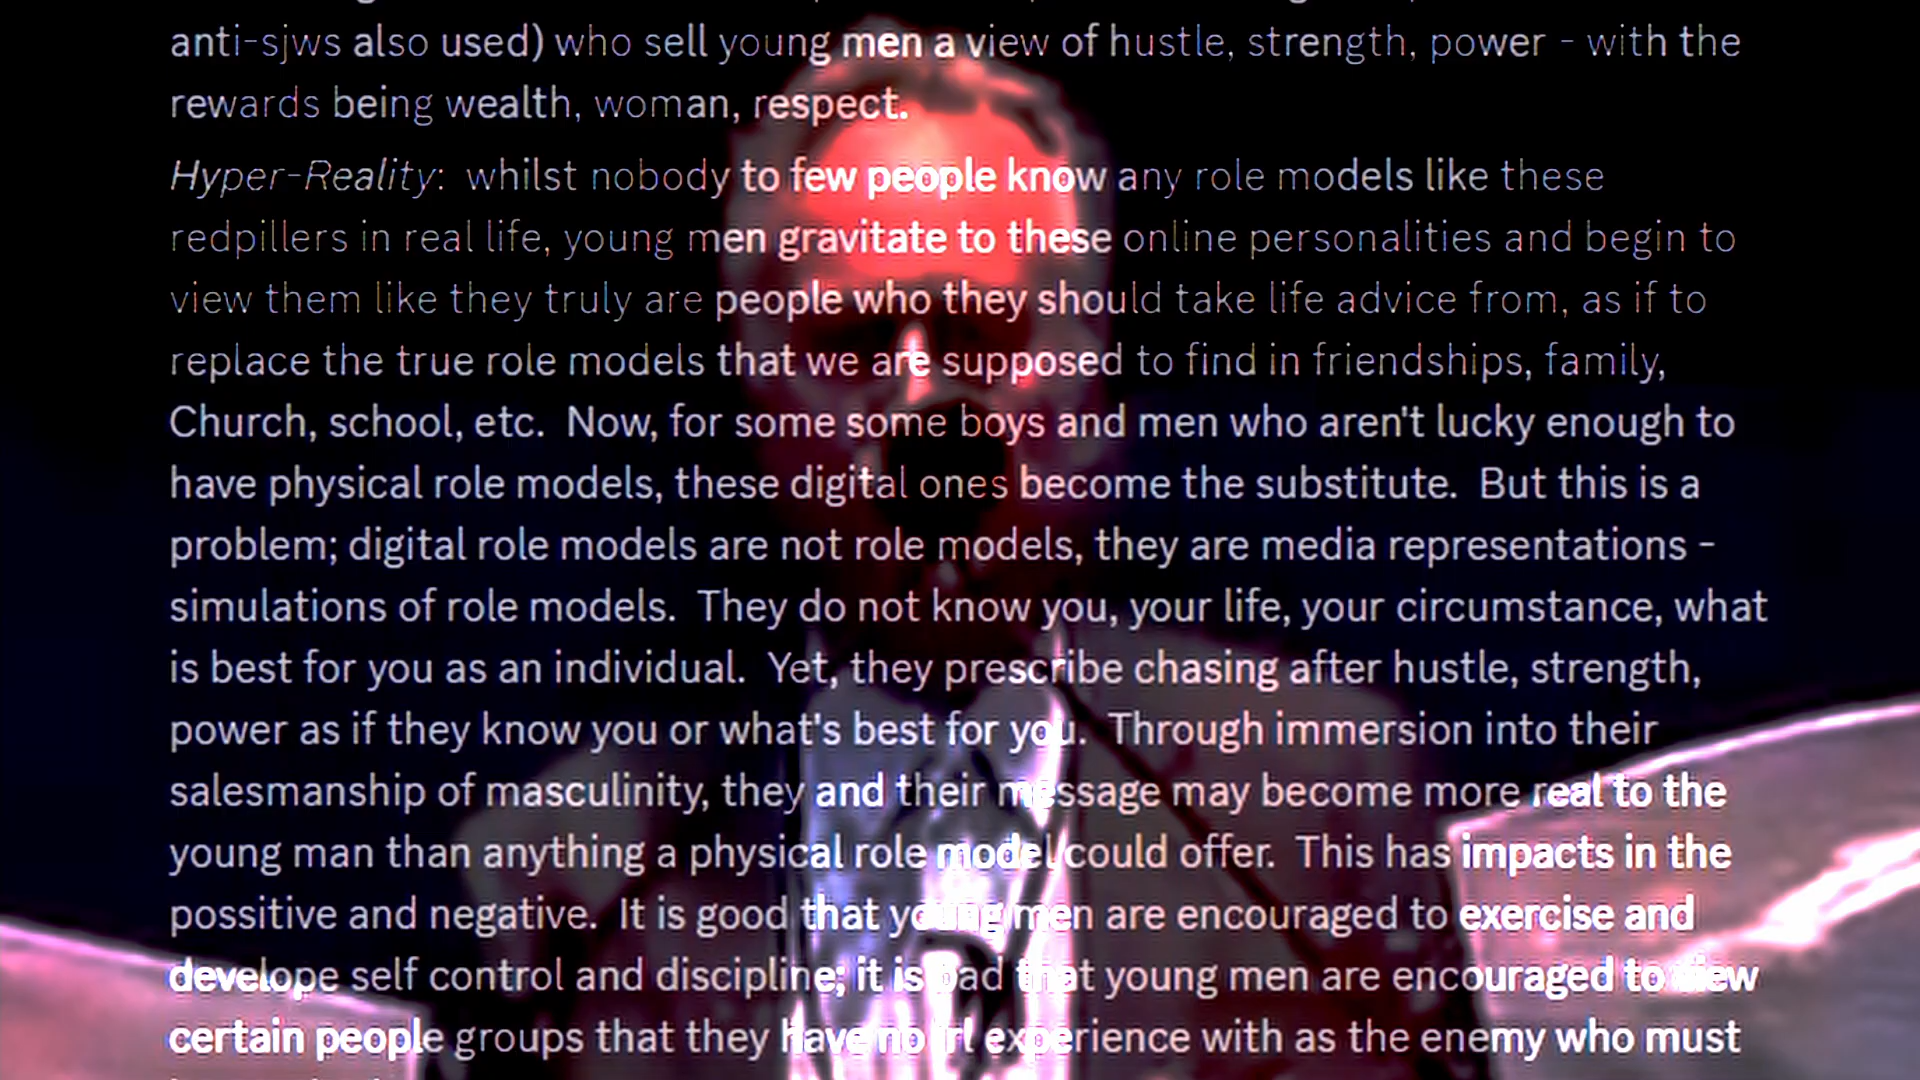 anti-sjws also used) who sell young men a view of hustle, strength, power - with the
rewards being wealth, woman, respect.
Hyper-Reality:  whilst nobody to few people know any role models like these
redpillers in real life, young men gravitate to these online personalities and begin to
view them like they truly are people who they should take life advice from, as if to
replace the true role models that we are supposed to find in friendships, family,
Church, school, etc.  Now, for some some boys and men who aren't lucky enough to
have physical role models, these digital ones become the substitute.  But this is a
problem; digital role models are not role models, they are media representations -
simulations of role models.  They do not know you, your life, your circumstance, what
is best for you as an individual.  Yet, they prescribe chasing after hustle, strength,
power as if they know you or what's best for you.  Through immersion into their
salesmanship of masculinity, they and their message may become more real to the
young man than anything a physical role model could offer.  This has impacts in the
possitive and negative.  It is good that young men are encouraged to exercise and
develope self control and discipline; it is bad that young men are encouraged to view
certain people groups that they have no irl experience with as the enemy who must